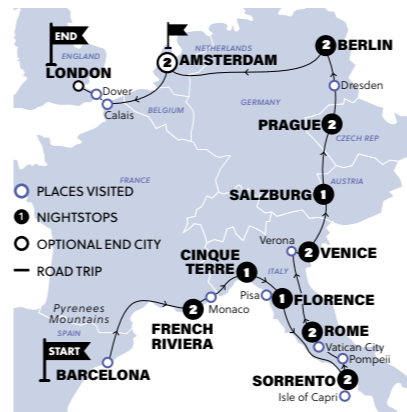 END
ENGLAND
LONDON
Dover
Calais
NETHERLANDS
2
AMSTERDAM
BELGIUM
GERMANY
2
BERLIN
Dresden
PRAGUE
2
CZECH REP
FRANCE
AUSTRIA
SALZBURG
1
PLACES VISITED
1
NIGHTSTOPS
OPTIONAL END CITY
ROAD TRIP
Verona
2
VENICE
CINQUE
TERRE
1
ITALY
Pisa
1
FLORENCE
Monaco
2
FRENCH
RIVIERA
Pyrenees
Mountains
SPAIN
START
BARCELONA
2
ROME
Vatican City
Pompeii
SORRENTO
2
Isle of Capri